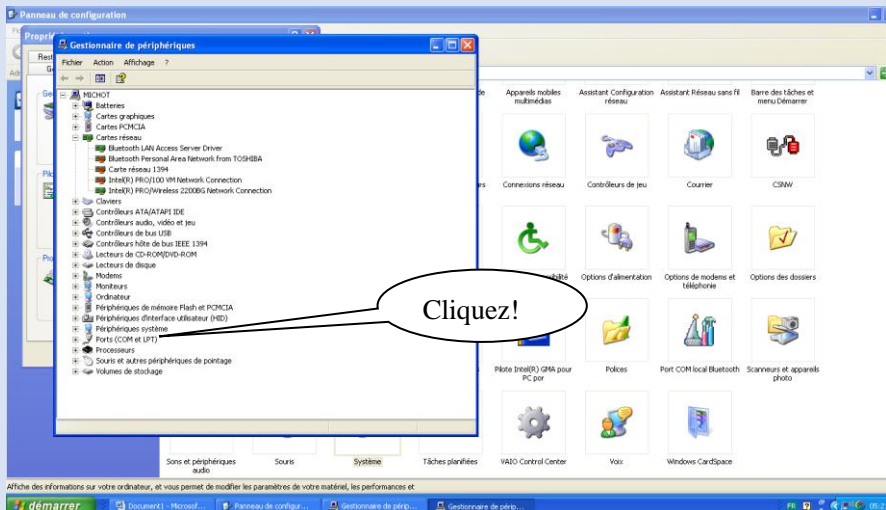 Panneau de configuration
Gestionnaire de périphériques
Fichier Action Affichage ?
MICHOT
Batteries
Cartes graphiques
Cartes PCMCIA
Cartes réseau
Bluetooth LAN Access Server Driver
Bluetooth Personal Area Network from TOSHIBA
Carte réseau 1394
Intel(R) PRO/100 VM Network Connection
Intel(R) PRO/Wireless 2200BG Network Connection
Claviers
Contrôleurs ATA/ATAPI IDE
Contrôleurs audio, vidéo et jeu
Contrôleurs de bus USB
Contrôleurs hôte de bus IEEE 1394
Lecteurs de CD-ROM/DVD-ROM
Lecteurs de disque
Modems
Moniteurs
Ordinateur
Périphériques de mémoire Flash et PCMCIA
Périphériques d'interface utilisateur (HID)
Périphériques système
Ports (COM et LPT)
Processeurs
Souris et autres périphériques de pointage
Volumes de stockage
Cliquez!
Appareils mobiles
multimédias
Assistant Configuration
réseau
Assistant Réseau sans fil
Barre des tâches et
menu Démarrer
Connexions réseau
Contrôleurs de jeu
Courrier
CSNW
Options d'alimentation
Options de modems et
téléphonie
Options des dossiers
Pilote Intel(R) GMA pour
PC por
Polices
Port COM local Bluetooth
Scanneurs et appareils
photo
Sons et périphériques
audio
Souris
Système
Tâches planifiées
VAIO Control Center
Voix
Windows CardSpace
Affiche des informations sur votre ordinateur, et vous permet de modifier les paramètres de votre matériel, les performances et
démarrer
Document1 - Microsof...
Panneau de configur...
Gestionnaire de périp...
Gestionnaire de périp...
FR